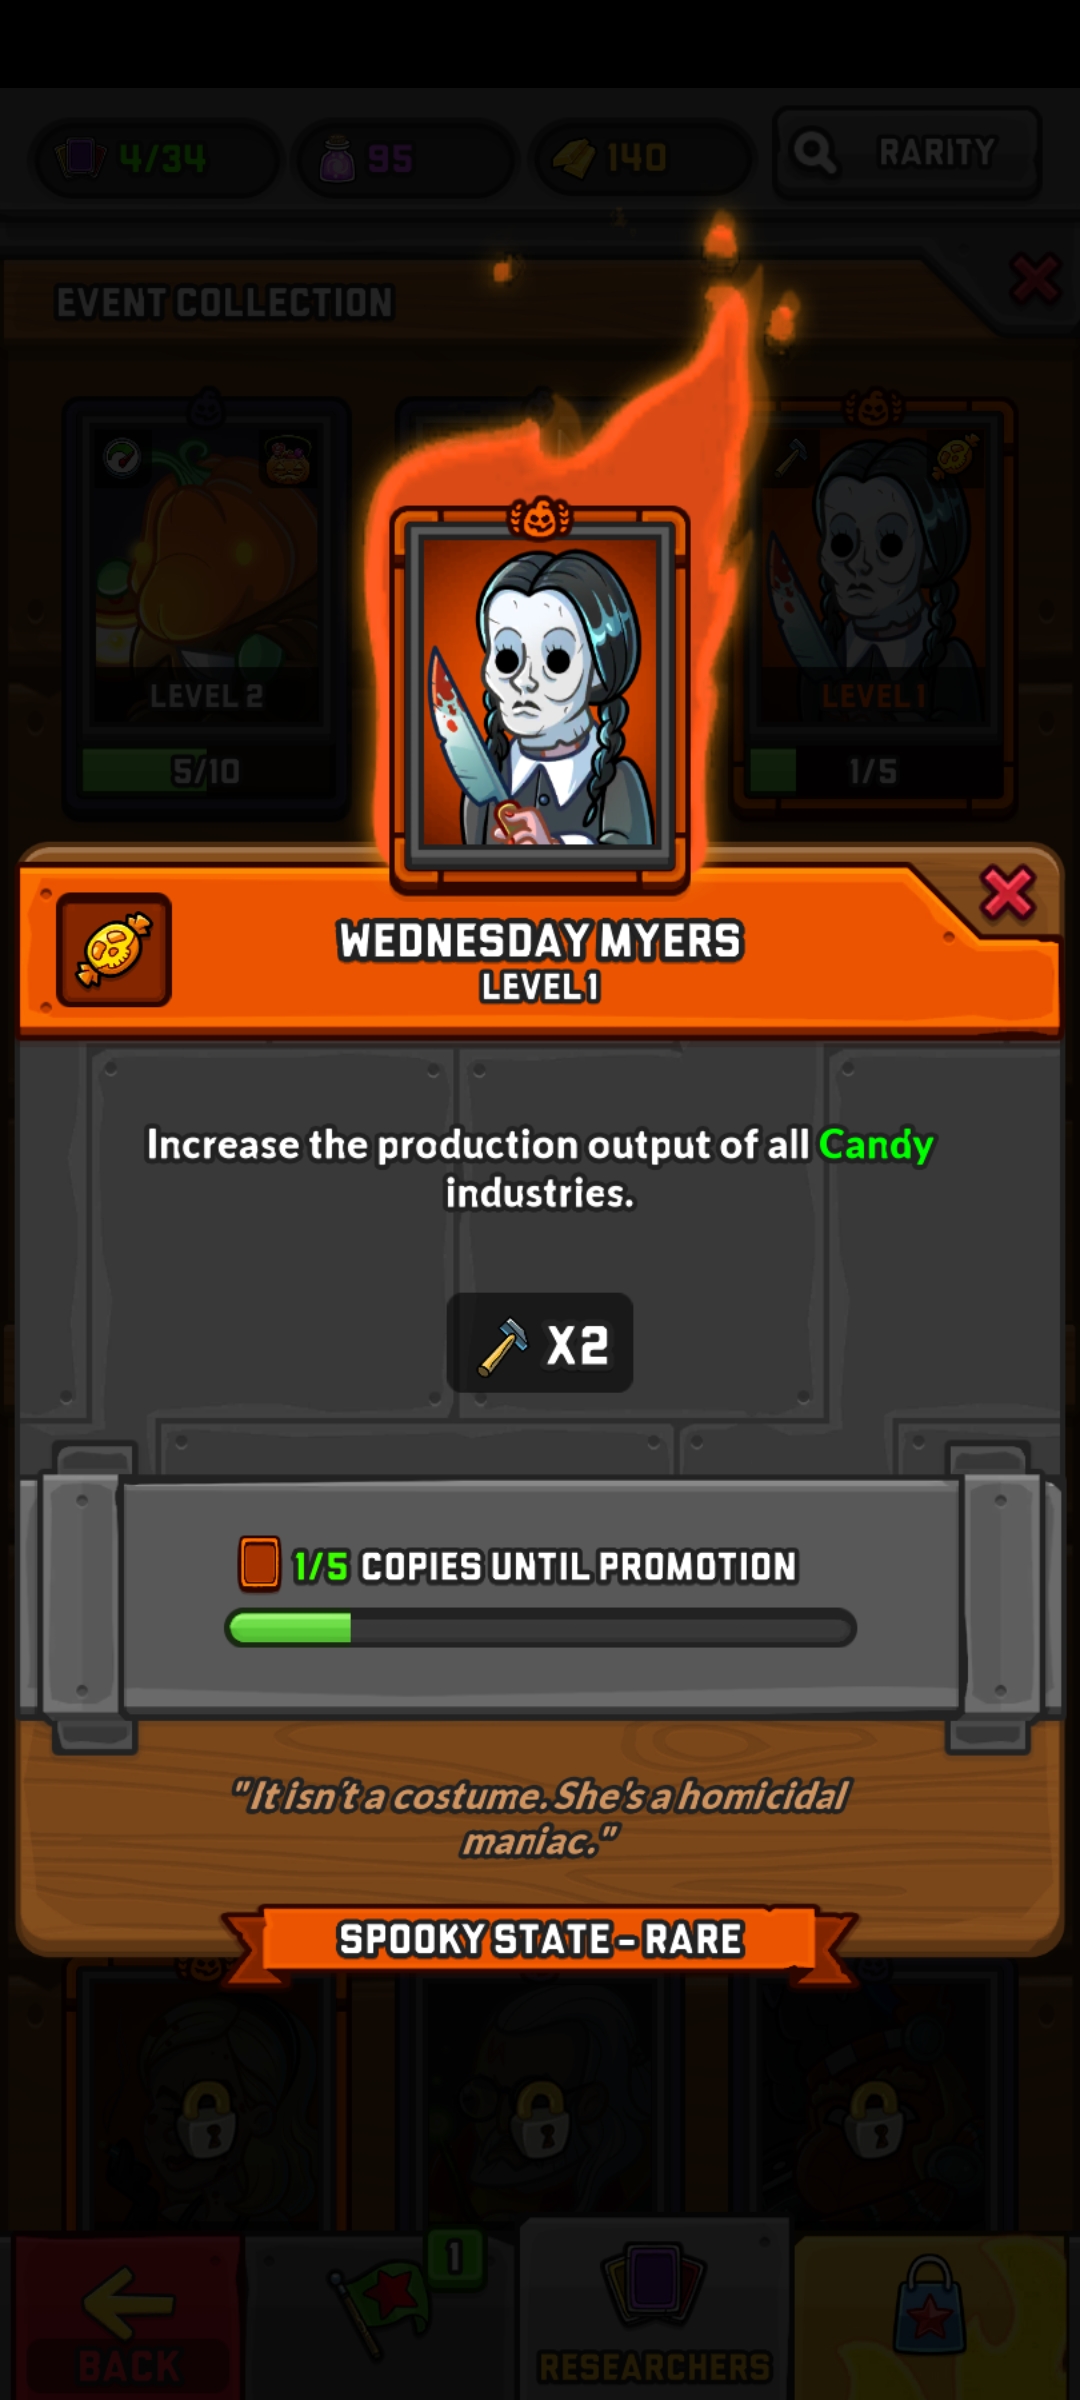 4/34
95
140
RARITY
EVENT COLLECTION
LEVEL 2
LEVEL 1
5/10
1/5
WEDNESDAY MYERS
LEVEL 1
Increase the production output of all Candy
industries.
X2
1/5 COPIES UNTIL PROMOTION
"It isn't a costume. She's a homicidal
maniac."
SPOOKY STATE - RARE
1
BACK
RESEARCHERS